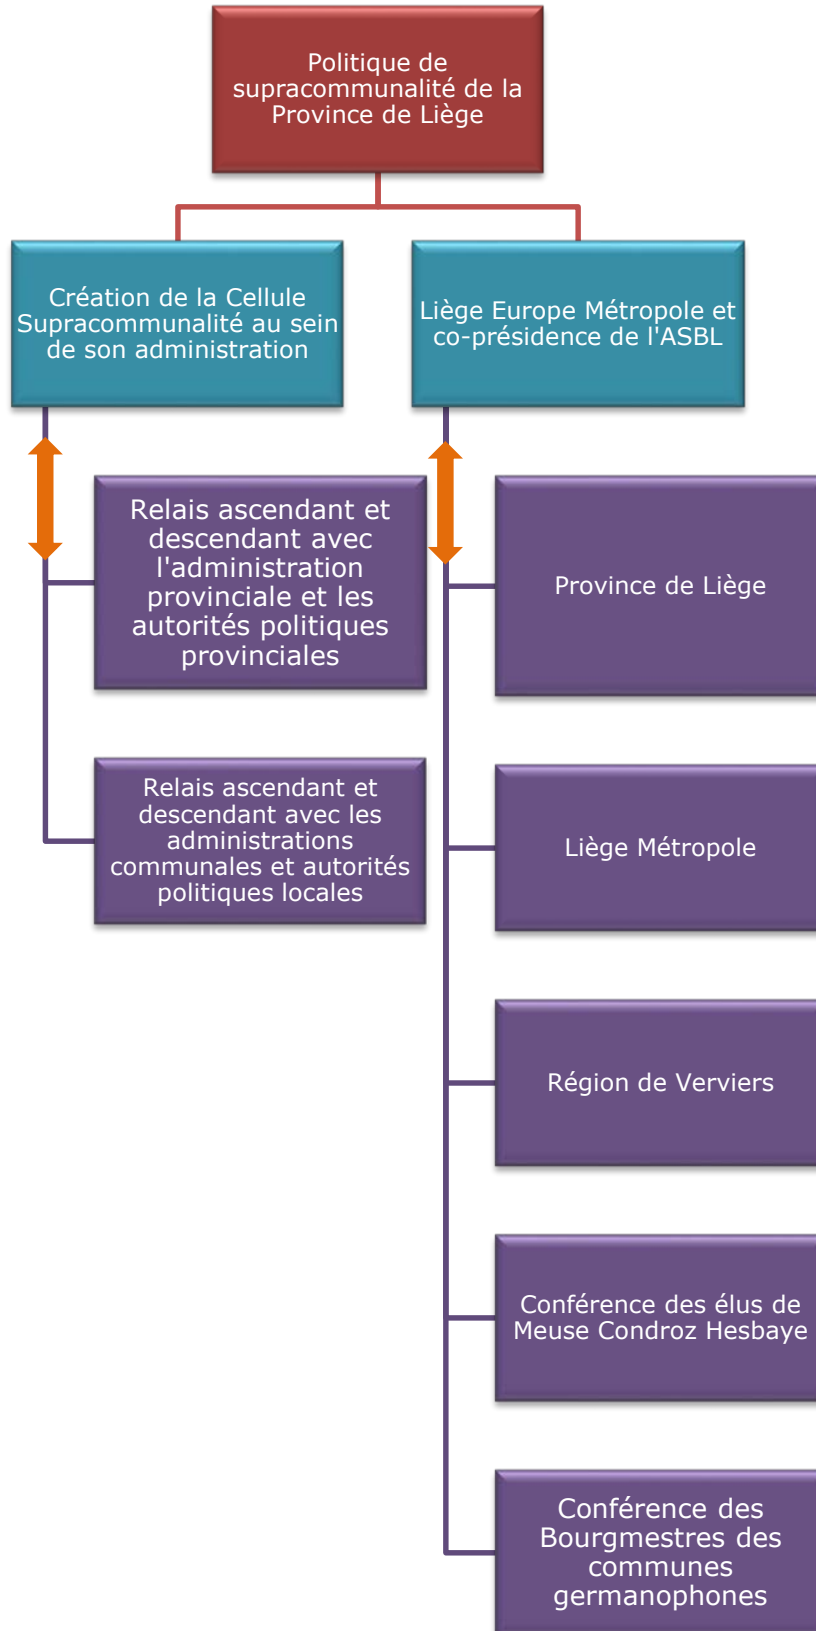 Politique de
supracommunalité de la
Province de Liège
Création de la Cellule
Supracommunalité au sein
de son administration
Liège Europe Métropole et
co-présidence de l'ASBL
Relais ascendant et
descendant avec
l'administration
provinciale et les
autorités politiques
provinciales
Relais ascendant et
descendant avec les
administrations
communales et autorités
politiques locales
Province de Liège
Liège Métropole
Région de Verviers
Conférence des élus de
Meuse Condroz Hesbaye
Conférence des
Bourgmestres des
communes
germanophones